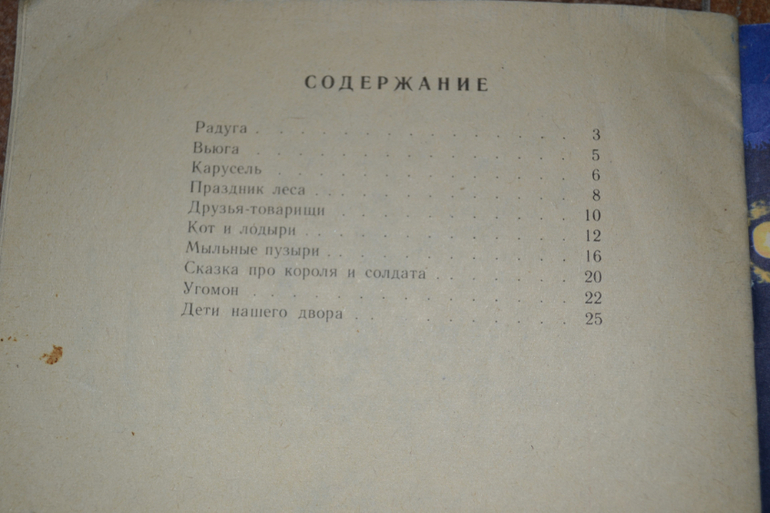 СОДЕРЖАНИЕ
Радуга . . . . . . . . . . . . . . . . 3
Вьюга . . . . . . . . . . . . . . . . 5
Карусель . . . . . . . . . . . . . . . 6
Праздник леса . . . . . . . . . . . . . 8
Друзья-товарищи . . . . . . . . . . . . 10
Кот и лодыри . . . . . . . . . . . . . 12
Мыльные пузыри . . . . . . . . . . . . 16
Сказка про короля и солдата . . . . . . . 20
Угомон . . . . . . . . . . . . . . . 22
Дети нашего двора . . . . . . . . . . . 25